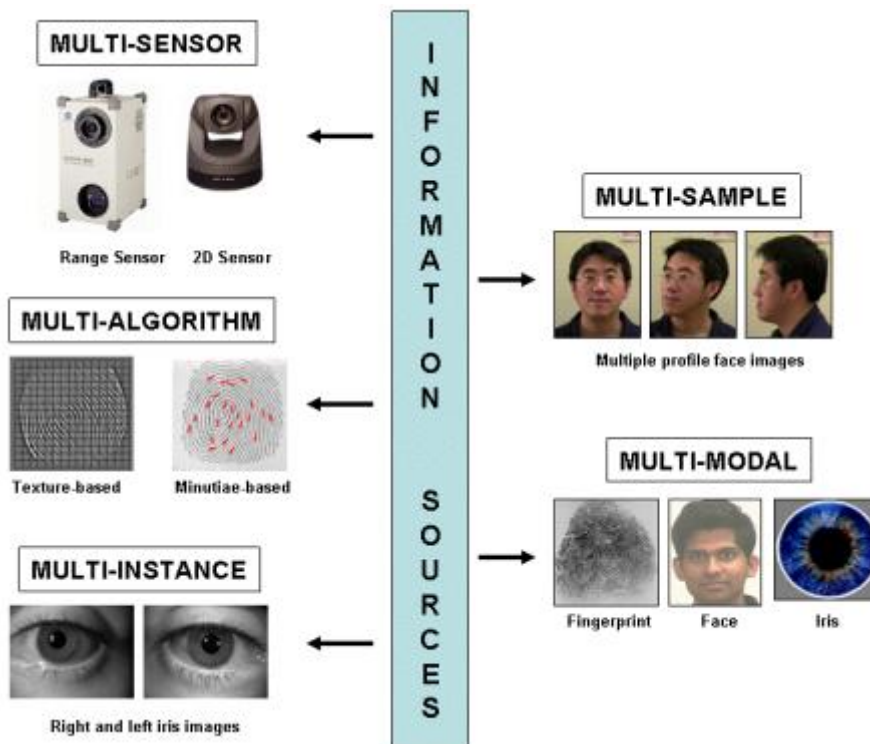 MULTI-SENSOR
Range Sensor
2D Sensor
MULTI-ALGORITHM
Texture-based
Minutiae-based
MULTI-INSTANCE
Right and left iris images
INFORMATION SOURCES
MULTI-SAMPLE
Multiple profile face images
MULTI-MODAL
Fingerprint
Face
Iris